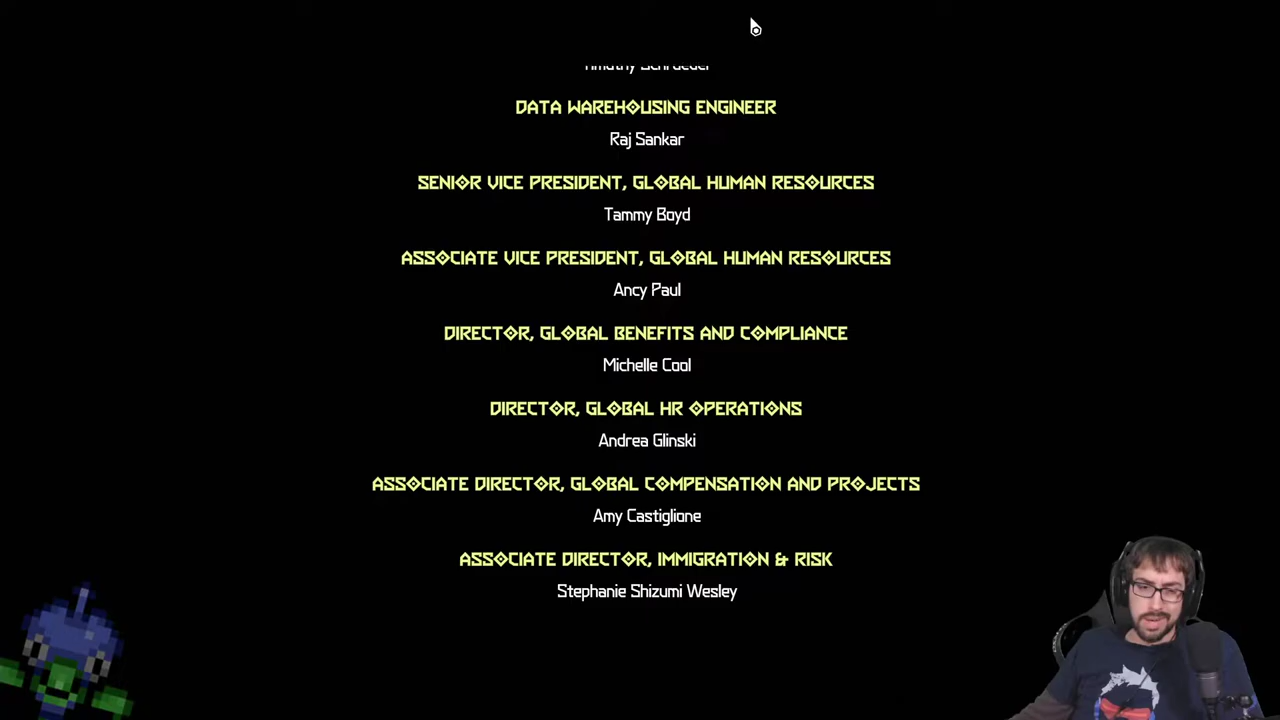 Timothy Schroeder
DATA WAREHOUSING ENGINEER
Raj Sankar
SENIOR VICE PRESIDENT, GLOBAL HUMAN RESOURCES
Tammy Boyd
ASSOCIATE VICE PRESIDENT, GLOBAL HUMAN RESOURCES
Ancy Paul
DIRECTOR, GLOBAL BENEFITS AND COMPLIANCE
Michelle Cool
DIRECTOR, GLOBAL HR OPERATIONS
Andrea Glinski
ASSOCIATE DIRECTOR, GLOBAL COMPENSATION AND PROJECTS
Amy Castiglione
ASSOCIATE DIRECTOR, IMMIGRATION & RISK
Stephanie Shizumi Wesley